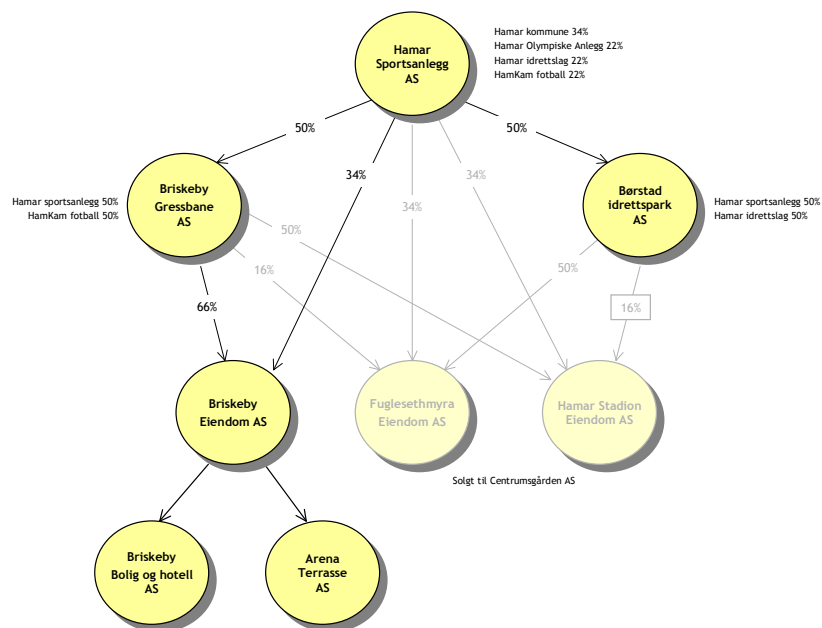 Hamar
Sportsanlegg
AS
Hamar kommune 34%
Hamar Olympiske Anlegg 22%
Hamar idrettslag 22%
HamKam fotball 22%
50%
50%
34%
34%
34%
Hamar sportsanlegg 50%
HamKam fotball 50%
Briskeby
Gressbane
AS
Børstad
idrettspark
AS
Hamar sportsanlegg 50%
Hamar idrettslag 50%
50%
16%
50%
66%
16%
Briskeby
Eiendom AS
Fuglesethmyra
Eiendom AS
Hamar Stadion
Eiendom AS
Solgt til Centrumsgården AS
Briskeby
Bolig og hotell
AS
Arena
Terrasse
AS